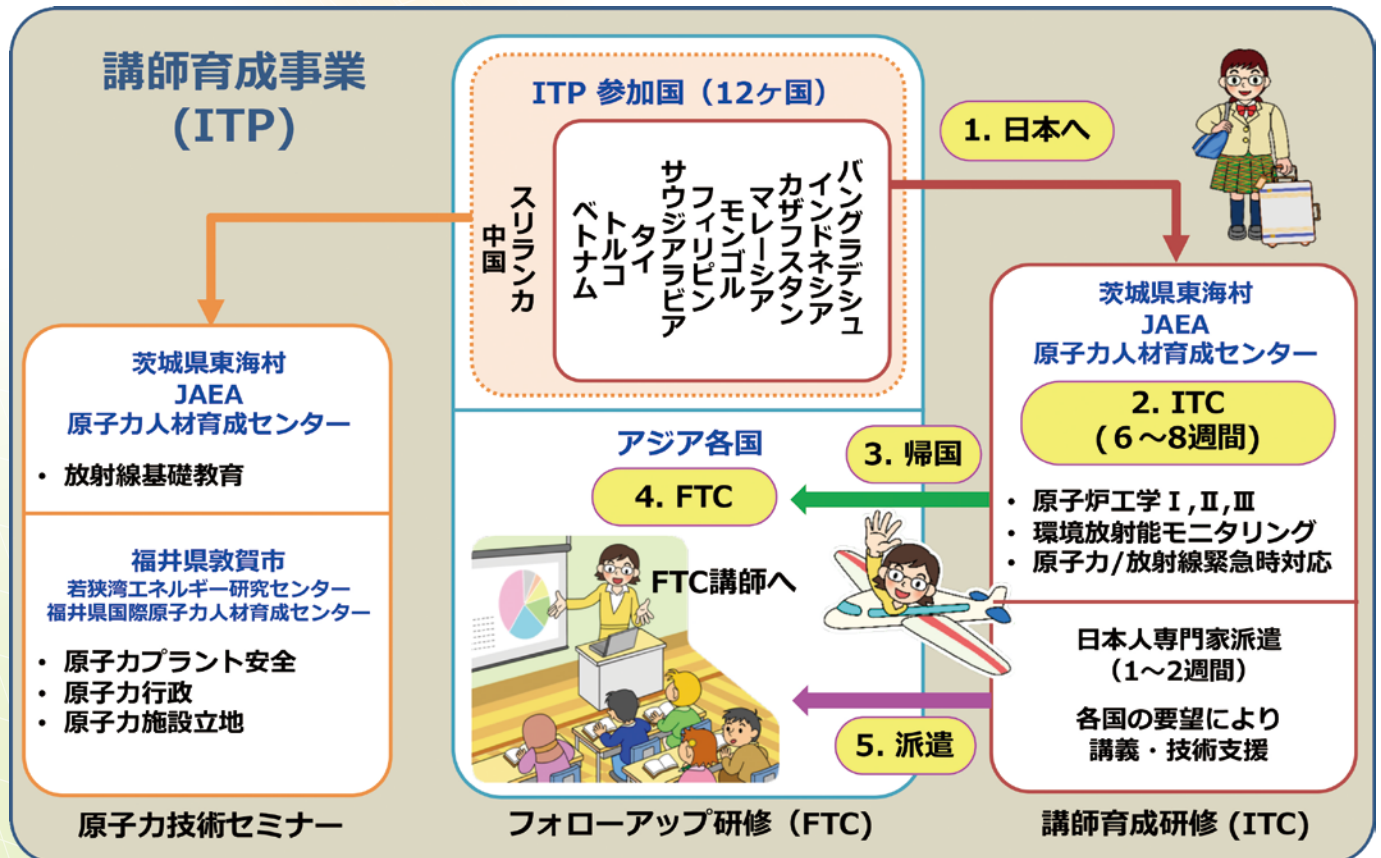 講師育成事業
(ITP)
ITP 参加国（12ヶ国）
バングラデシュ
インドネシア
カザフスタン
マレーシア
モンゴル
フィリピン
サウジアラビア
タイ
トルコ
ベトナム
スリランカ
中国
1. 日本へ
茨城県東海村
JAEA
原子力人材育成センター
2. ITC
(６～8週間)
• 原子炉工学Ⅰ,Ⅱ,Ⅲ
• 環境放射能モニタリング
• 原子力/放射線緊急時対応
日本人専門家派遣
(1～2週間)
各国の要望により
講義・技術支援
講師育成研修 (ITC)
3. 帰国
アジア各国
4. FTC
FTC講師へ
5. 派遣
フォローアップ研修（FTC)
茨城県東海村
JAEA
原子力人材育成センター
• 放射線基礎教育
福井県敦賀市
若狭湾エネルギー研究センター
福井県国際原子力人材育成センター
• 原子力プラント安全
• 原子力行政
• 原子力施設立地
原子力技術セミナー